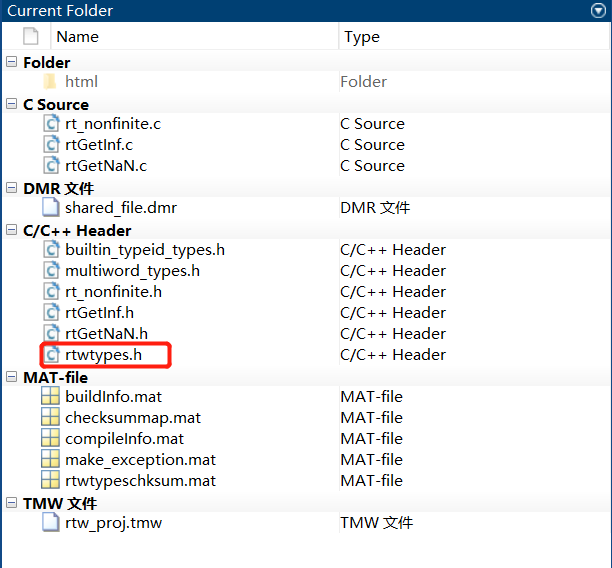 Current Folder
Name Type
Folder
html Folder
C Source
rt_nonfinite.c C Source
rtGetInf.c C Source
rtGetNaN.c C Source
DMR 文件
shared_file.dmr DMR 文件
C/C++ Header
builtin_typeid_types.h C/C++ Header
multiword_types.h C/C++ Header
rt_nonfinite.h C/C++ Header
rtGetInf.h C/C++ Header
rtGetNaN.h C/C++ Header
rtwtypes.h C/C++ Header
MAT-file
buildInfo.mat MAT-file
checksummap.mat MAT-file
compileInfo.mat MAT-file
make_exception.mat MAT-file
rtwtypeschksum.mat MAT-file
TMW 文件
rtw_proj.tmw TMW 文件